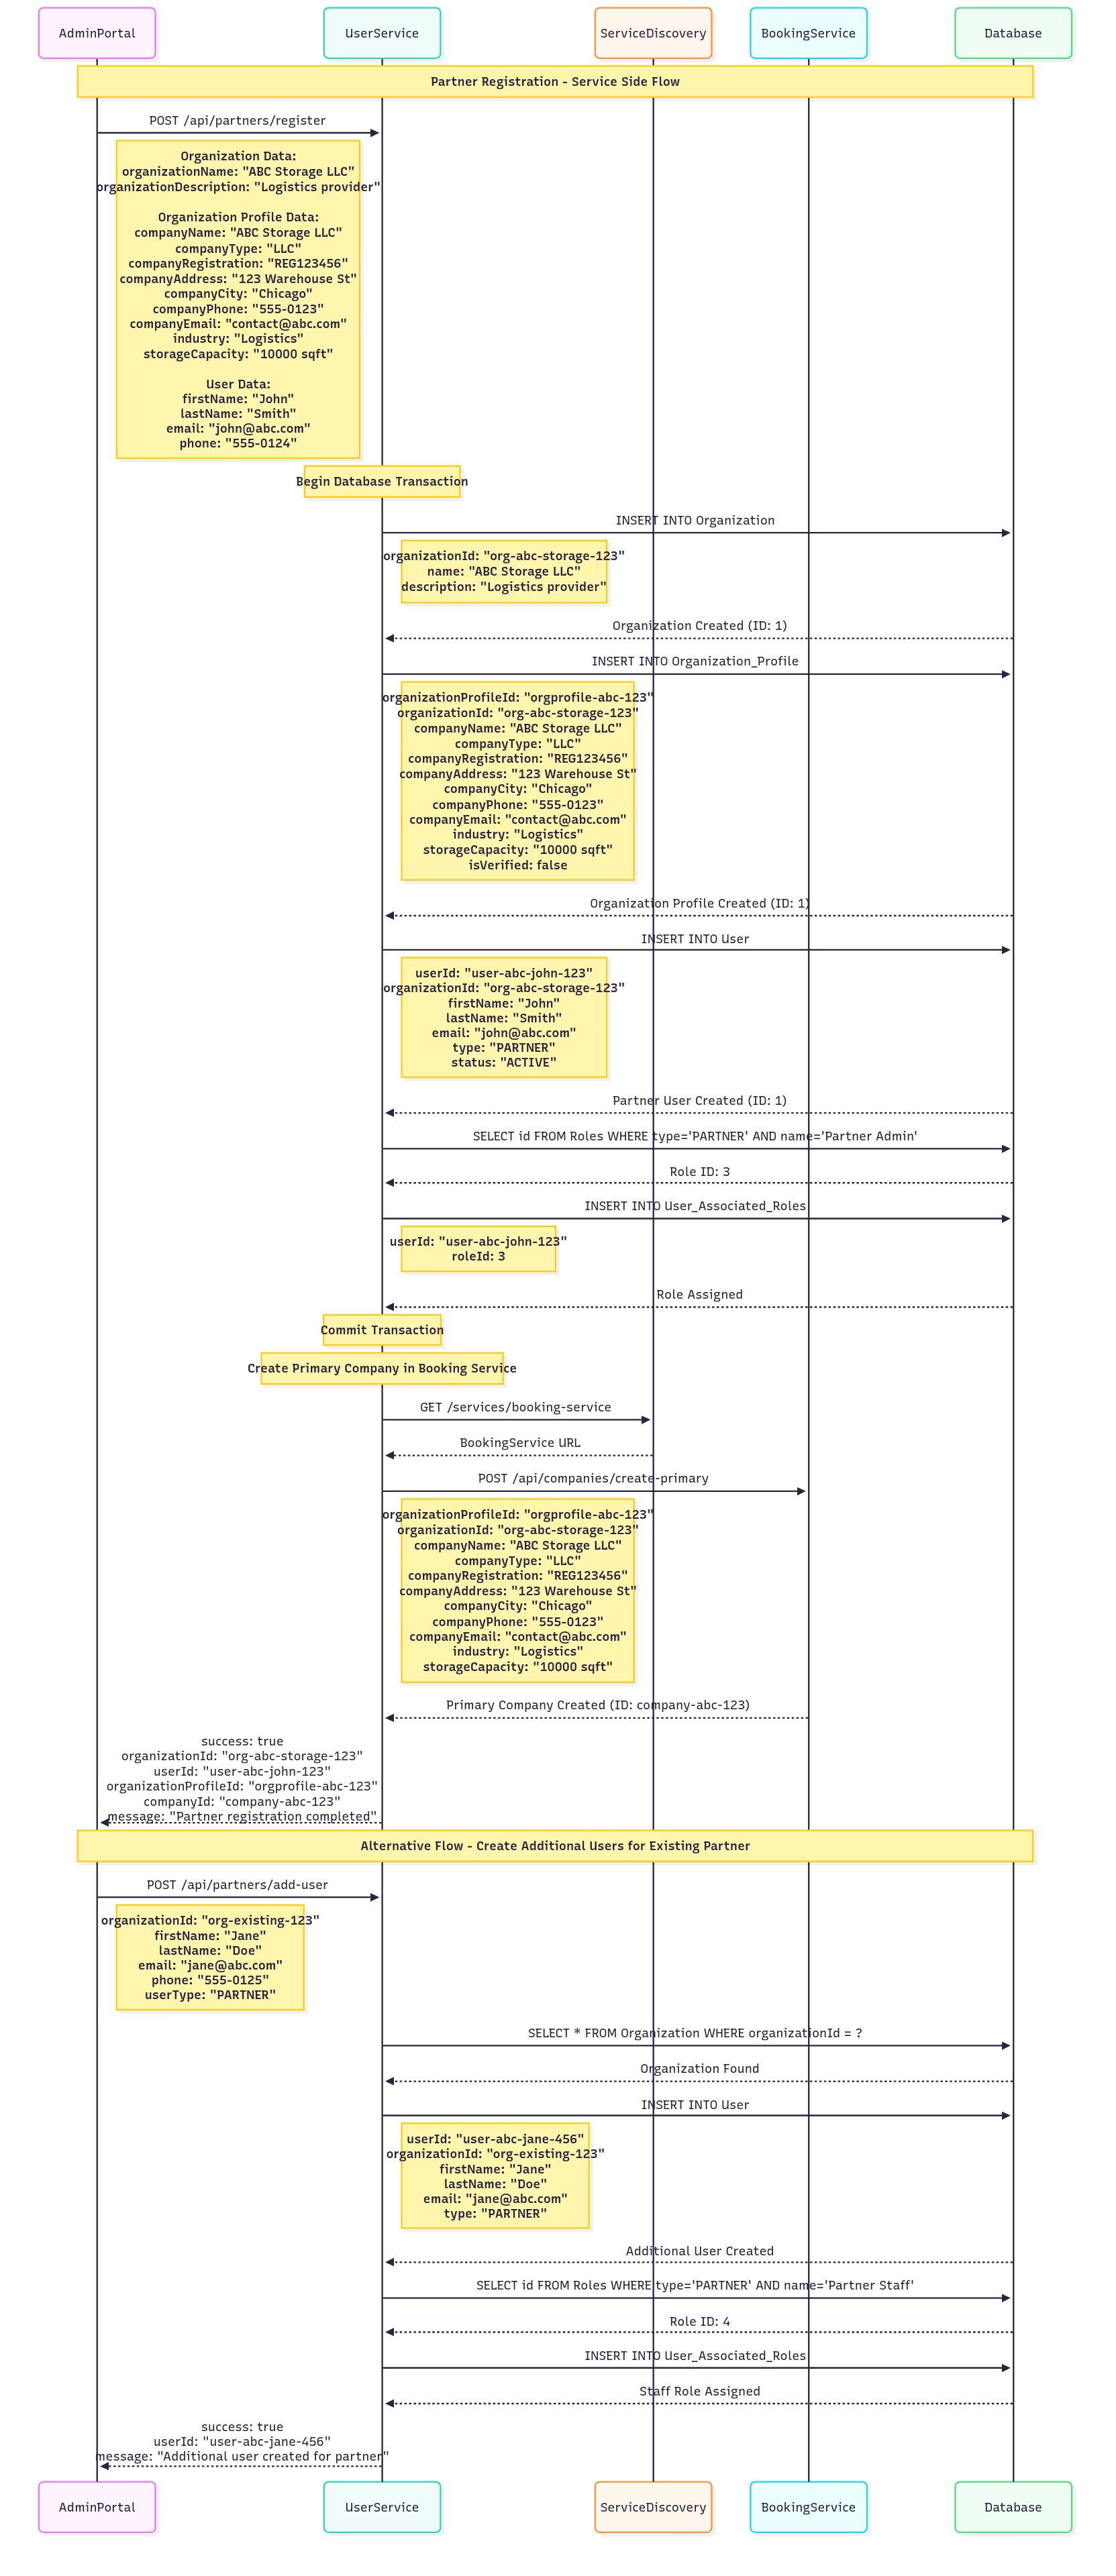 AdminPortal
UserService
ServiceDiscovery
BookingService
Database
Partner Registration - Service Side Flow
POST /api/partners/register
Organization Data:
organizationName: "ABC Storage LLC"
organizationDescription: "Logistics provider"
Organization Profile Data:
companyName: "ABC Storage LLC"
companyType: "LLC"
companyRegistration: "REG123456"
companyAddress: "123 Warehouse St"
companyCity: "Chicago"
companyPhone: "555-0123"
companyEmail: "contact@abc.com"
industry: "Logistics"
storageCapacity: "10000 sqft"
User Data:
firstName: "John"
lastName: "Smith"
email: "john@abc.com"
phone: "555-0124"
Begin Database Transaction
INSERT INTO Organization
organizationId: "org-abc-storage-123"
name: "ABC Storage LLC"
description: "Logistics provider"
Organization Created (ID: 1)
INSERT INTO Organization_Profile
organizationProfileId: "orgprofile-abc-123"
organizationId: "org-abc-storage-123"
companyName: "ABC Storage LLC"
companyType: "LLC"
companyRegistration: "REG123456"
companyAddress: "123 Warehouse St"
companyCity: "Chicago"
companyPhone: "555-0123"
companyEmail: "contact@abc.com"
industry: "Logistics"
storageCapacity: "10000 sqft"
isVerified: false
Organization Profile Created (ID: 1)
INSERT INTO User
userId: "user-abc-john-123"
organizationId: "org-abc-storage-123"
firstName: "John"
lastName: "Smith"
email: "john@abc.com"
type: "PARTNER"
status: "ACTIVE"
Partner User Created (ID: 1)
SELECT id FROM Roles WHERE type='PARTNER' AND name='Partner Admin'
Role ID: 3
INSERT INTO User_Associated_Roles
userId: "user-abc-john-123"
roleId: 3
Role Assigned
Commit Transaction
Create Primary Company in Booking Service
GET /services/booking-service
BookingService URL
POST /api/companies/create-primary
organizationProfileId: "orgprofile-abc-123"
organizationId: "org-abc-storage-123"
companyName: "ABC Storage LLC"
companyType: "LLC"
companyRegistration: "REG123456"
companyAddress: "123 Warehouse St"
companyCity: "Chicago"
companyPhone: "555-0123"
companyEmail: "contact@abc.com"
industry: "Logistics"
storageCapacity: "10000 sqft"
Primary Company Created (ID: company-abc-123)
success: true
organizationId: "org-abc-storage-123"
userId: "user-abc-john-123"
organizationProfileId: "orgprofile-abc-123"
companyId: "company-abc-123"
message: "Partner registration completed"
Alternative Flow - Create Additional Users for Existing Partner
POST /api/partners/add-user
organizationId: "org-existing-123"
firstName: "Jane"
lastName: "Doe"
email: "jane@abc.com"
phone: "555-0125"
userType: "PARTNER"
SELECT * FROM Organization WHERE organizationId = ?
Organization Found
INSERT INTO User
userId: "user-abc-jane-456"
organizationId: "org-existing-123"
firstName: "Jane"
lastName: "Doe"
email: "jane@abc.com"
type: "PARTNER"
Additional User Created
SELECT id FROM Roles WHERE type='PARTNER' AND name='Partner Staff'
Role ID: 4
INSERT INTO User_Associated_Roles
Staff Role Assigned
success: true
userId: "user-abc-jane-456"
message: "Additional user created for partner"
AdminPortal
UserService
ServiceDiscovery
BookingService
Database